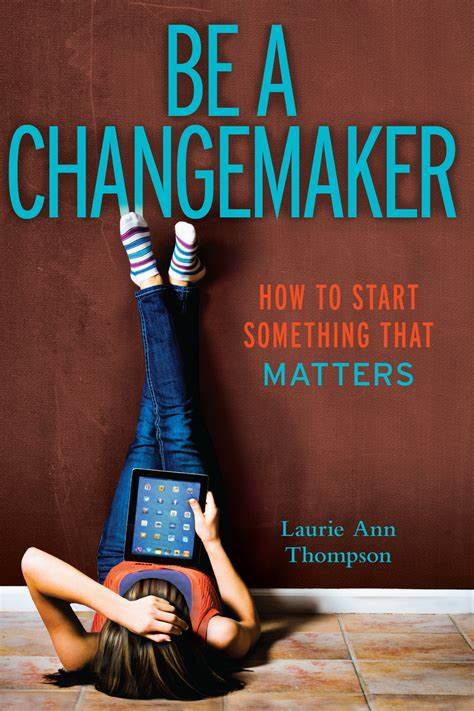 BE A
CHANGEMAKER
HOW TO START
SOMETHING THAT
MATTERS
Laurie Ann
Thompson